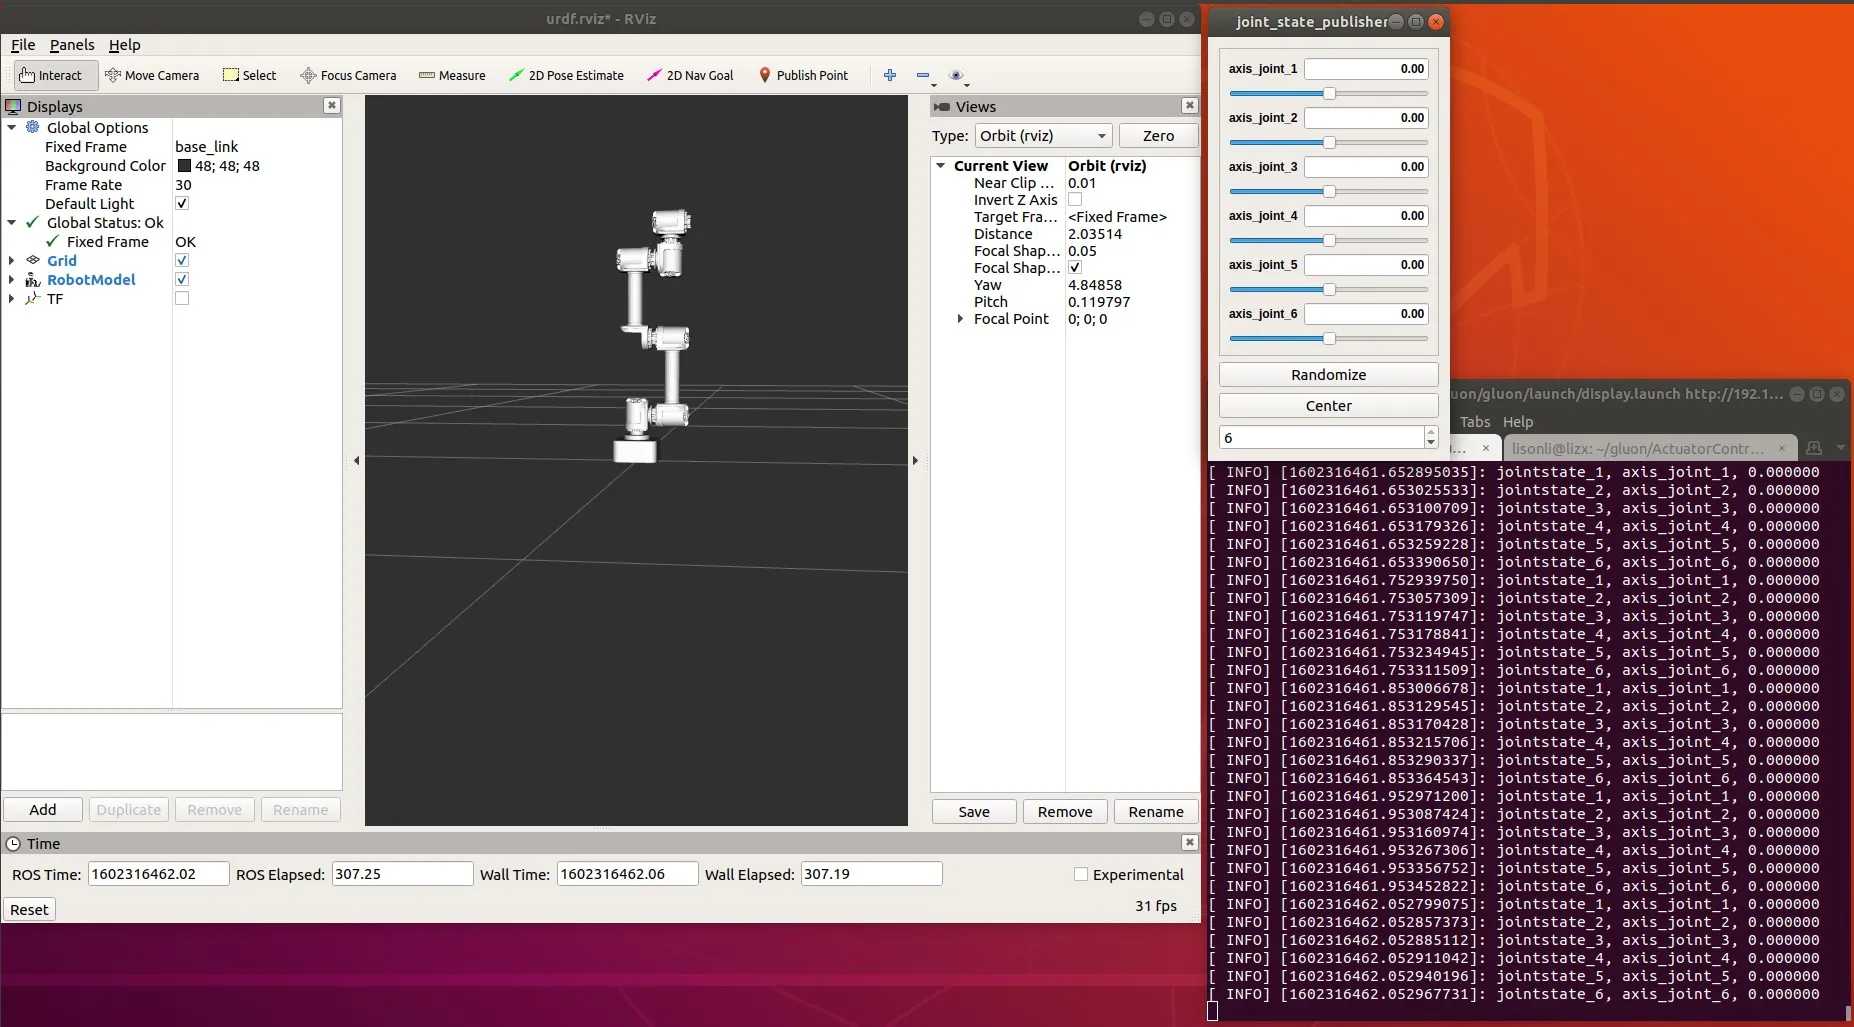 urdf.rviz* - RViz
File Panels Help
Interact Move Camera Select Focus Camera Measure 2D Pose Estimate 2D Nav Goal Publish Point
Displays
Global Options
Fixed Frame base_link
Background Color 48; 48; 48
Frame Rate 30
Default Light
Global Status: Ok
Fixed Frame OK
Grid
RobotModel
TF
Add Duplicate Remove Rename
Views
Type: Orbit (rviz) Zero
Current View Orbit (rviz)
Near Clip ... 0.01
Invert Z Axis
Target Fra... <Fixed Frame>
Distance 2.03514
Focal Shap... 0.05
Focal Shap...
Yaw 4.84858
Pitch 0.119797
Focal Point 0; 0; 0
Save Remove Rename
Time
ROS Time: 1602316462.02 ROS Elapsed: 307.25 Wall Time: 1602316462.06 Wall Elapsed: 307.19 Experimental
Reset 31 fps
joint_state_publisher
axis_joint_1 0.00
axis_joint_2 0.00
axis_joint_3 0.00
axis_joint_4 0.00
axis_joint_5 0.00
axis_joint_6 0.00
Randomize
Center
6
uon/gluon/launch/display.launch http://192.1...
Tabs Help
... lisonli@lizx: ~/gluon/ActuatorContr...
[ INFO] [1602316461.652895035]: jointstate_1, axis_joint_1, 0.000000
[ INFO] [1602316461.653025533]: jointstate_2, axis_joint_2, 0.000000
[ INFO] [1602316461.653100709]: jointstate_3, axis_joint_3, 0.000000
[ INFO] [1602316461.653179326]: jointstate_4, axis_joint_4, 0.000000
[ INFO] [1602316461.653259228]: jointstate_5, axis_joint_5, 0.000000
[ INFO] [1602316461.653390650]: jointstate_6, axis_joint_6, 0.000000
[ INFO] [1602316461.752939750]: jointstate_1, axis_joint_1, 0.000000
[ INFO] [1602316461.753057309]: jointstate_2, axis_joint_2, 0.000000
[ INFO] [1602316461.753119747]: jointstate_3, axis_joint_3, 0.000000
[ INFO] [1602316461.753178841]: jointstate_4, axis_joint_4, 0.000000
[ INFO] [1602316461.753234945]: jointstate_5, axis_joint_5, 0.000000
[ INFO] [1602316461.753311509]: jointstate_6, axis_joint_6, 0.000000
[ INFO] [1602316461.853006678]: jointstate_1, axis_joint_1, 0.000000
[ INFO] [1602316461.853129545]: jointstate_2, axis_joint_2, 0.000000
[ INFO] [1602316461.853170428]: jointstate_3, axis_joint_3, 0.000000
[ INFO] [1602316461.853215706]: jointstate_4, axis_joint_4, 0.000000
[ INFO] [1602316461.853290337]: jointstate_5, axis_joint_5, 0.000000
[ INFO] [1602316461.853364543]: jointstate_6, axis_joint_6, 0.000000
[ INFO] [1602316461.952971200]: jointstate_1, axis_joint_1, 0.000000
[ INFO] [1602316461.953087424]: jointstate_2, axis_joint_2, 0.000000
[ INFO] [1602316461.953160974]: jointstate_3, axis_joint_3, 0.000000
[ INFO] [1602316461.953267306]: jointstate_4, axis_joint_4, 0.000000
[ INFO] [1602316461.953356752]: jointstate_5, axis_joint_5, 0.000000
[ INFO] [1602316461.953452822]: jointstate_6, axis_joint_6, 0.000000
[ INFO] [1602316462.052799075]: jointstate_1, axis_joint_1, 0.000000
[ INFO] [1602316462.052857373]: jointstate_2, axis_joint_2, 0.000000
[ INFO] [1602316462.052885112]: jointstate_3, axis_joint_3, 0.000000
[ INFO] [1602316462.052911042]: jointstate_4, axis_joint_4, 0.000000
[ INFO] [1602316462.052940196]: jointstate_5, axis_joint_5, 0.000000
[ INFO] [1602316462.052967731]: jointstate_6, axis_joint_6, 0.000000